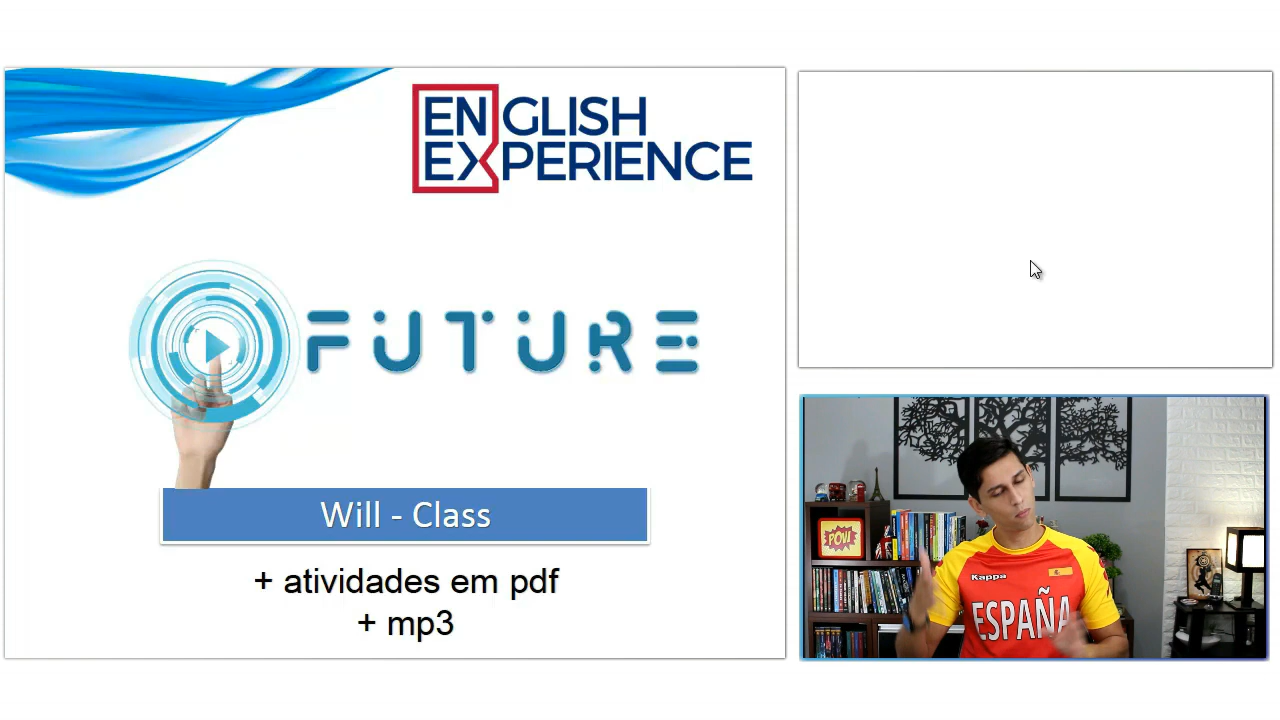 ENGLISH
EXPERIENCE
FUTURE
Will - Class
+ atividades em pdf
+ mp3
POW!
Kappa
ESPAÑA